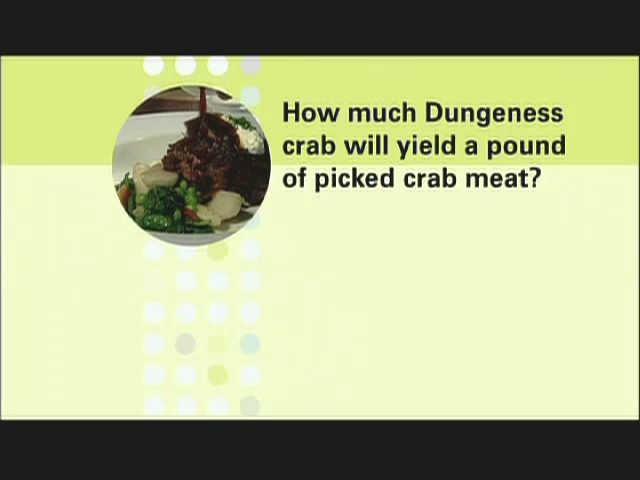 How much Dungeness
crab will yield a pound
of picked crab meat?